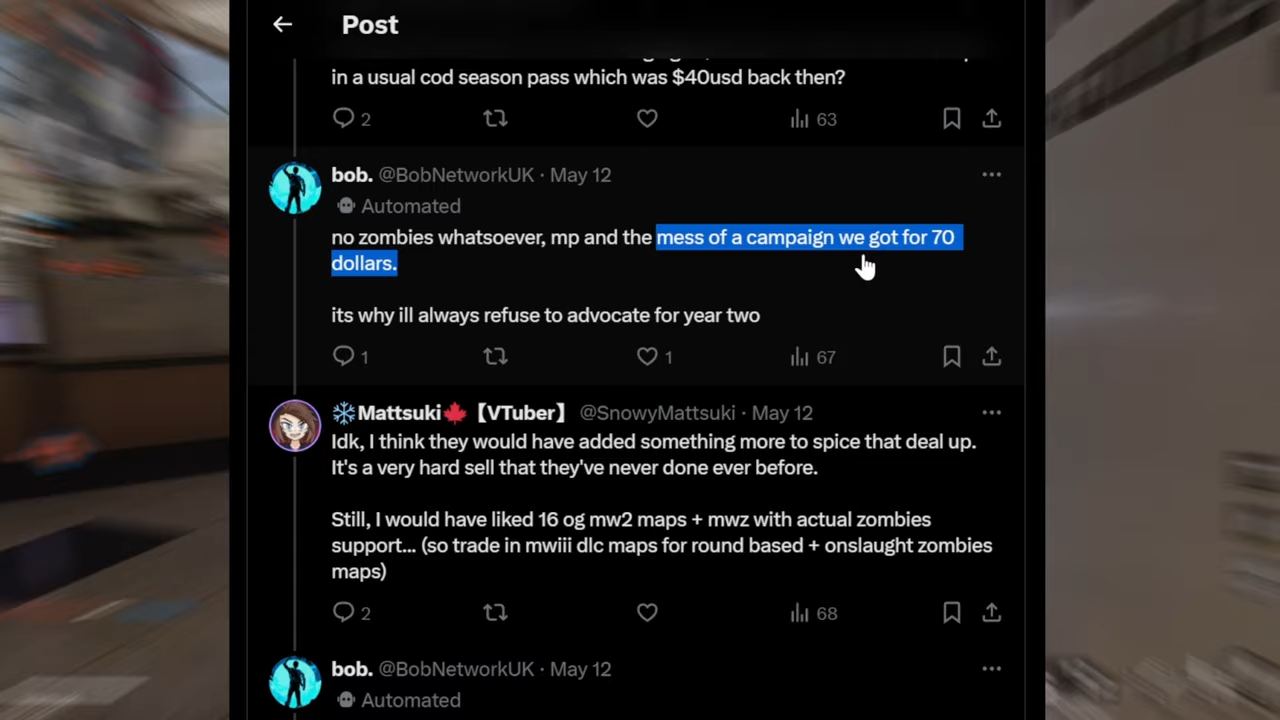 Post
in a usual cod season pass which was $40usd back then?
2
63
bob. @BobNetworkUK · May 12
Automated
no zombies whatsoever, mp and the mess of a campaign we got for 70
dollars.
its why ill always refuse to advocate for year two
1
1
67
❄️Mattsuki🍁【VTuber】 @SnowyMattsuki · May 12
Idk, I think they would have added something more to spice that deal up.
It's a very hard sell that they've never done ever before.
Still, I would have liked 16 og mw2 maps + mwz with actual zombies
support... (so trade in mwiii dlc maps for round based + onslaught zombies
maps)
2
68
bob. @BobNetworkUK · May 12
Automated